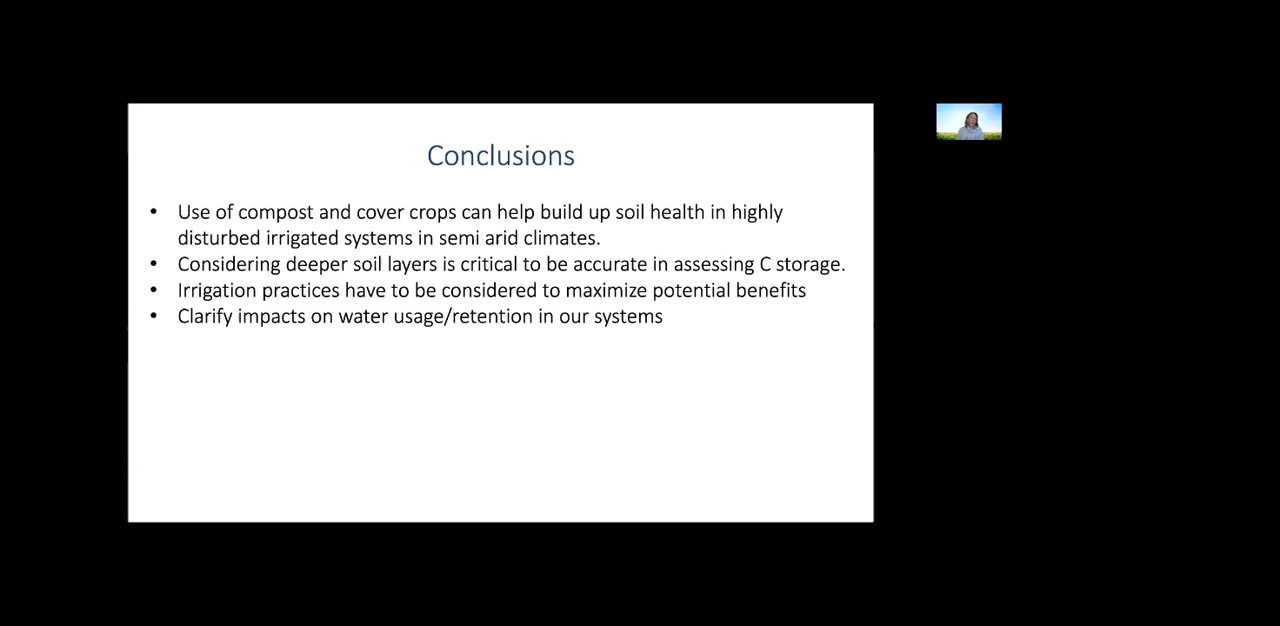 Conclusions
• Use of compost and cover crops can help build up soil health in highly
disturbed irrigated systems in semi arid climates.
• Considering deeper soil layers is critical to be accurate in assessing C storage.
• Irrigation practices have to be considered to maximize potential benefits
• Clarify impacts on water usage/retention in our systems